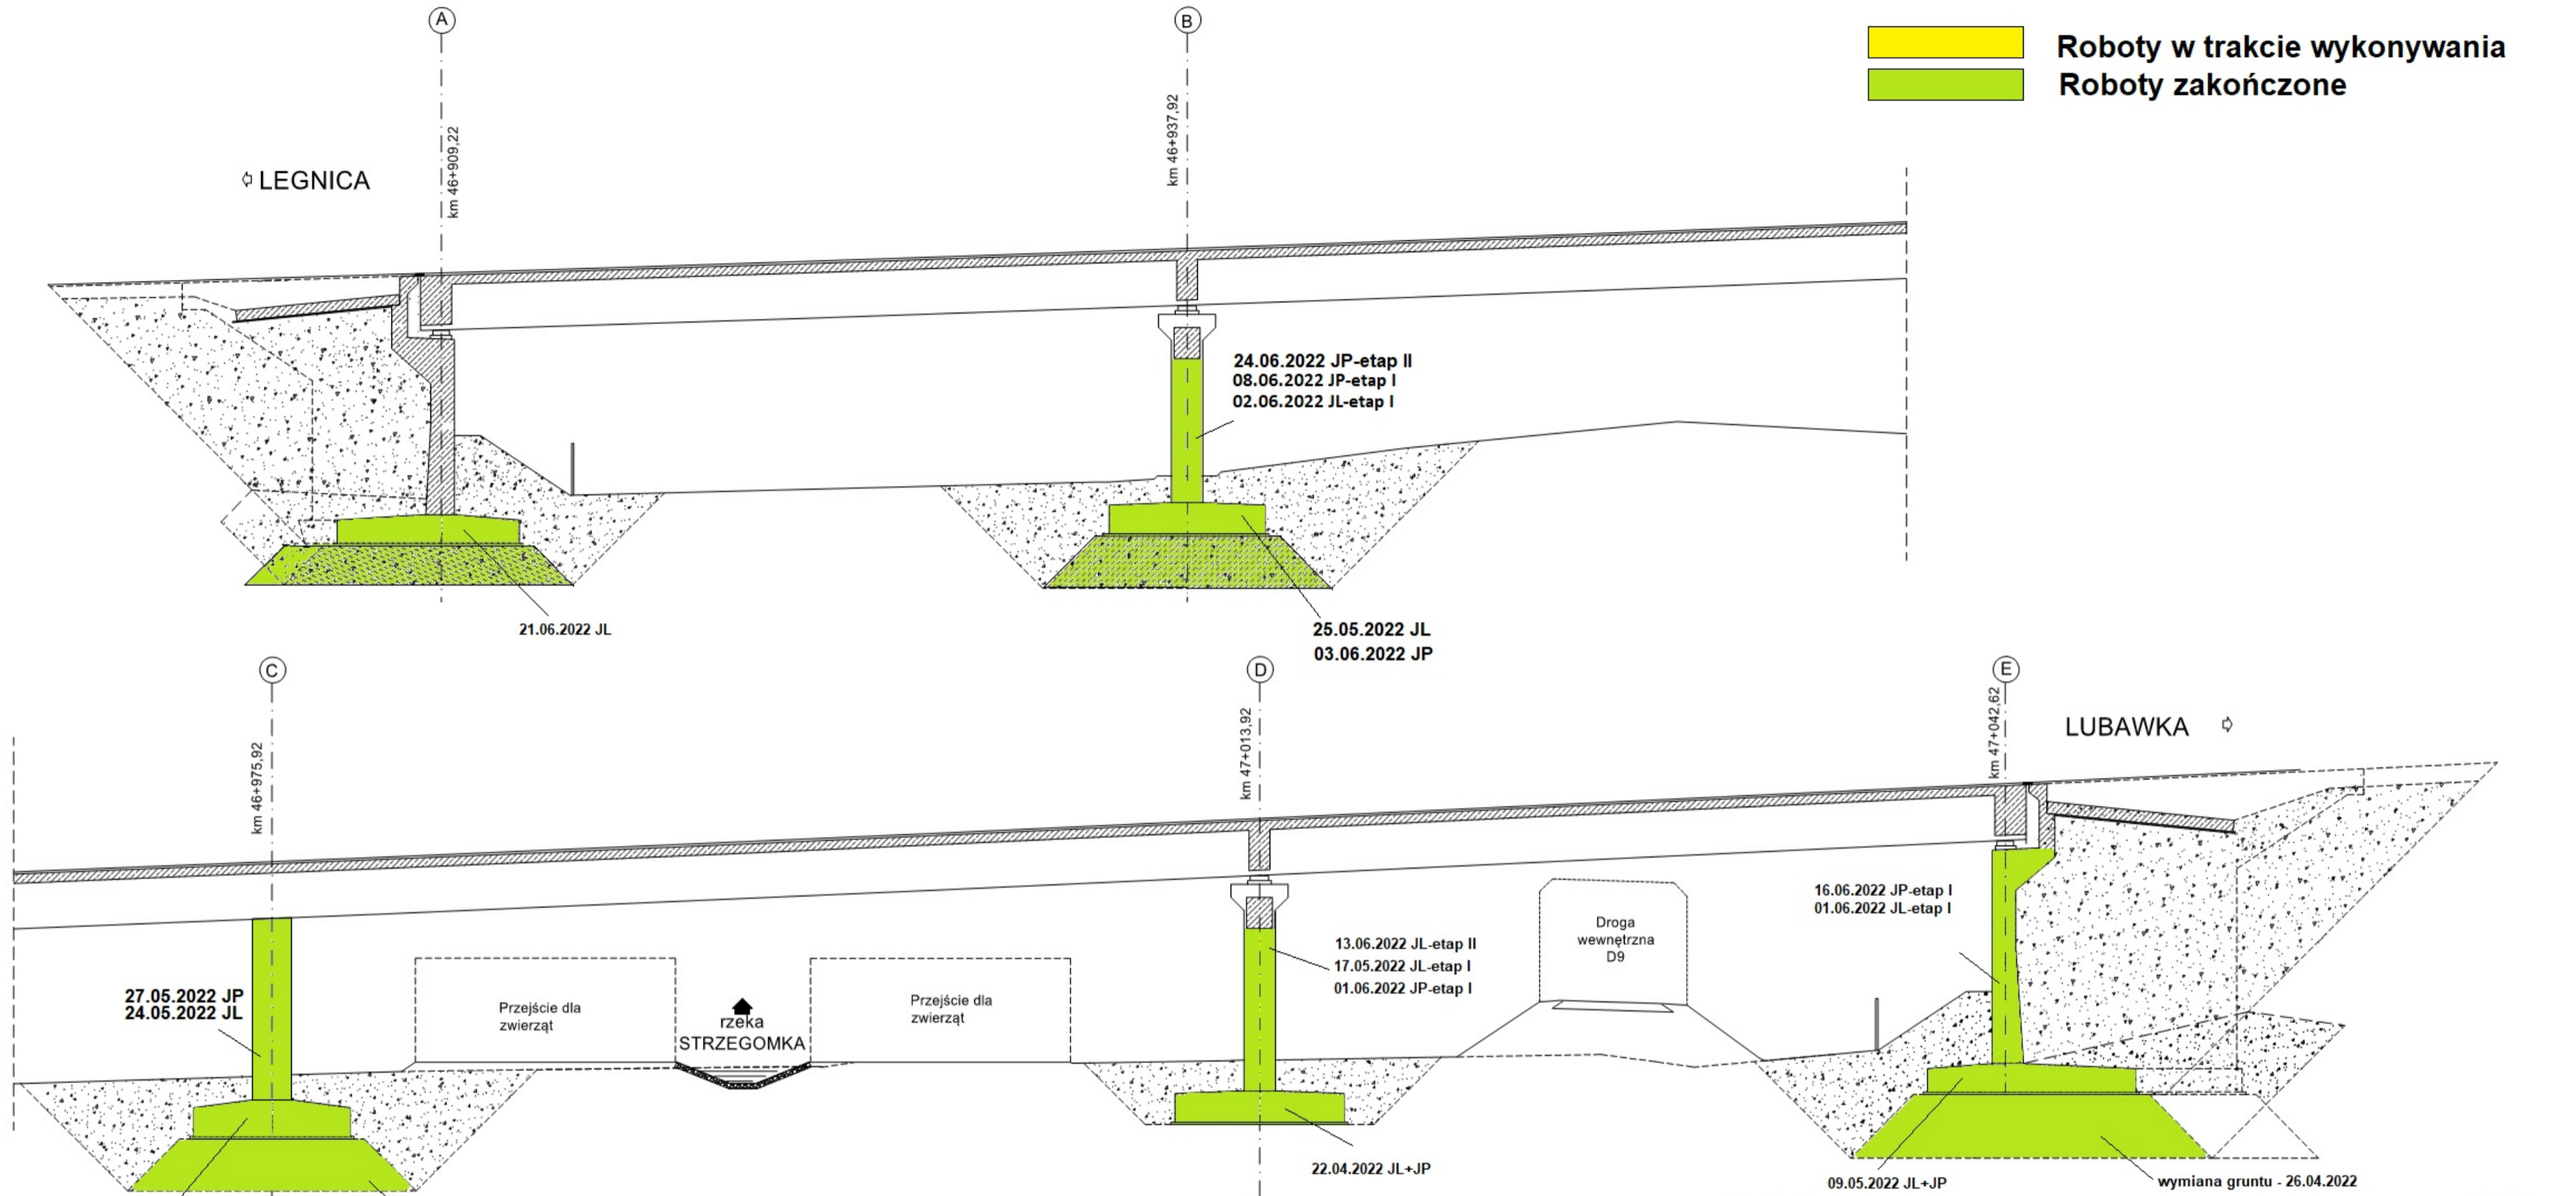 A
B
Roboty w trakcie wykonywania
Roboty zakończone
km 46+909,22
km 46+937,92
LEGNICA
24.06.2022 JP-etap II
08.06.2022 JP-etap I
02.06.2022 JL-etap I
21.06.2022 JL
25.05.2022 JL
03.06.2022 JP
C
D
E
km 46+975,92
km 47+013,92
km 47+042,62
LUBAWKA
27.05.2022 JP
24.05.2022 JL
Przejście dla
zwierząt
rzeka
STRZEGOMKA
Przejście dla
zwierząt
13.06.2022 JL-etap II
17.05.2022 JL-etap I
01.06.2022 JP-etap I
Droga
wewnętrzna
D9
16.06.2022 JP-etap I
01.06.2022 JL-etap I
22.04.2022 JL+JP
09.05.2022 JL+JP
wymiana gruntu - 26.04.2022